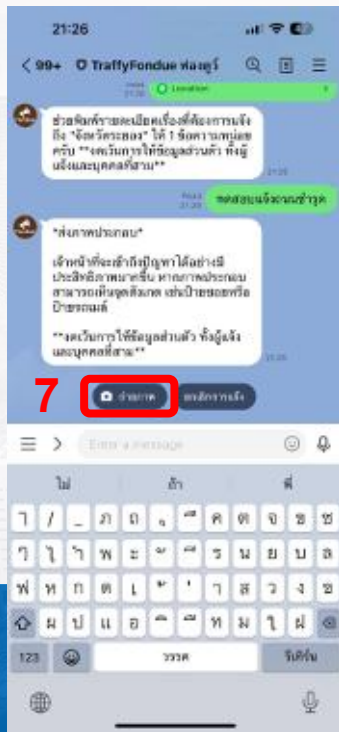 21:26
99+ TraffyFondue ฟองดูว์
Read
21:25
Location
ช่วยพิมพ์รายละเอียดเรื่องที่ต้องการแจ้ง
ถึง "จังหวัดระยอง" ให้ 1 ข้อความหน่อย
ครับ **งดเว้นการให้ข้อมูลส่วนตัว ทั้งผู้
แจ้งและบุคคลที่สาม**
21:25
Read
ทดสอบแจ้งถนนชำรุด
*ส่งภาพประกอบ*
เจ้าหน้าที่จะเข้าถึงปัญหาได้อย่างมี
ประสิทธิภาพมากขึ้น หากภาพประกอบ
สามารถเห็นจุดสังเกต เช่นป้ายซอยหรือ
ป้ายรถเมล์
**งดเว้นการให้ข้อมูลส่วนตัว ทั้งผู้แจ้ง
และบุคคลที่สาม**
7
ถ่ายภาพ ยกเลิกการแจ้ง
Enter a message
ไม่ ถ้า พี่
123 วรรค รีเทิร์น